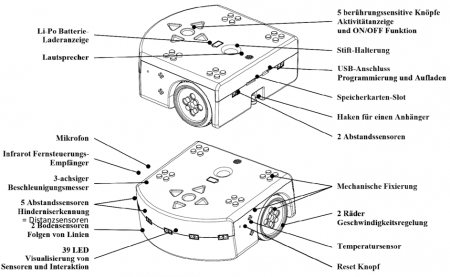 5 berührungssensitive Knöpfe
Aktivitätanzeige
und ON/OFF Funktion
Li-Po Batterie-
Laderanzeige
Lautsprecher
Stift-Halterung
USB-Anschluss
Programmierung und Aufladen
Speicherkarten-Slot
Haken für einen Anhänger
2 Abstandssensoren
Mikrofon
Infrarot Fernsteuerungs-
Empfänger
3-achsiger
Beschleunigungsmesser
5 Abstandssensoren
Hinderniserkennung
= Distagzsensoren
2 Bodensensoren
Folgen von Linien
39 LED
Visualisierung von
Sensoren und Interaktion
Mechanische Fixierung
2 Räder
Geschwindigkeitsregelung
Temperatursensor
Reset Knopf